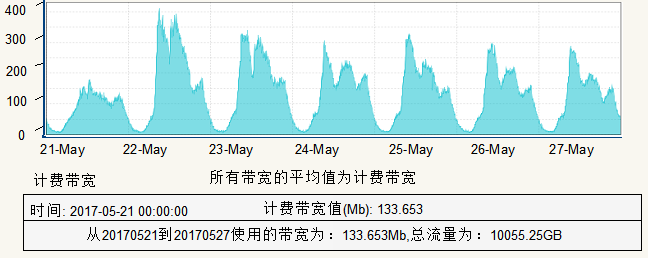 400
300
200
100
0
21-May 22-May 23-May 24-May 25-May 26-May 27-May
计费带宽 所有带宽的平均值为计费带宽
时间: 2017-05-21 00:00:00 计费带宽值(Mb): 133.653
从20170521到20170527使用的带宽为：133.653Mb,总流量为：10055.25GB